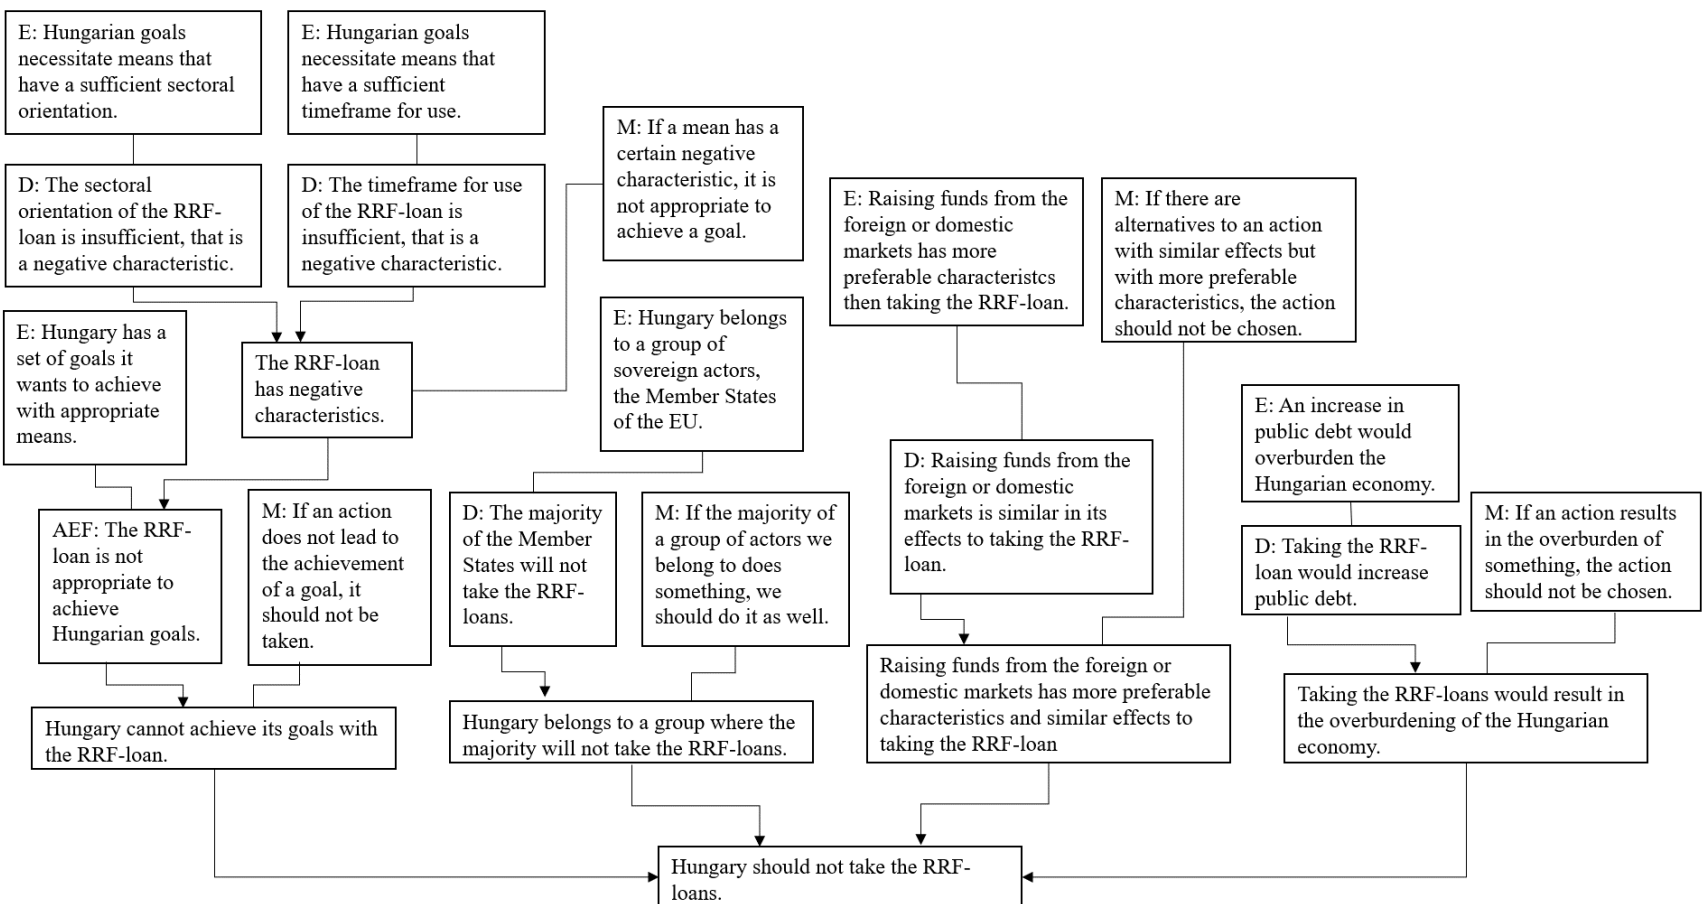 E: Hungarian goals
necessitate means that
have a sufficient sectoral
orientation.
E: Hungarian goals
necessitate means that
have a sufficient
timeframe for use.
M: If a mean has a
certain negative
characteristic, it is
not appropriate to
achieve a goal.
D: The sectoral
orientation of the RRF-
loan is insufficient, that is
a negative characteristic.
D: The timeframe for use
of the RRF-loan is
insufficient, that is a
negative characteristic.
E: Raising funds from the
foreign or domestic
markets has more
preferable characteristcs
then taking the RRF-loan.
M: If there are
alternatives to an action
with similar effects but
with more preferable
characteristics, the action
should not be chosen.
E: Hungary has a
set of goals it
wants to achieve
with appropriate
means.
The RRF-loan
has negative
characteristics.
E: Hungary belongs
to a group of
sovereign actors,
the Member States
of the EU.
E: An increase in
public debt would
overburden the
Hungarian economy.
D: Raising funds from the
foreign or domestic
markets is similar in its
effects to taking the RRF-
loan.
AEF: The RRF-
loan is not
appropriate to
achieve
Hungarian goals.
M: If an action
does not lead to
the achievement
of a goal, it
should not be
taken.
D: The majority
of the Member
States will not
take the RRF-
loans.
M: If the majority of
a group of actors we
belong to does
something, we
should do it as well.
D: Taking the RRF-
loan would increase
public debt.
M: If an action results
in the overburden of
something, the action
should not be chosen.
Hungary cannot achieve its goals with
the RRF-loan.
Hungary belongs to a group where the
majority will not take the RRF-loans.
Raising funds from the foreign or
domestic markets has more preferable
characteristics and similar effects to
taking the RRF-loan
Taking the RRF-loans would result in
the overburdening of the Hungarian
economy.
Hungary should not take the RRF-
loans.